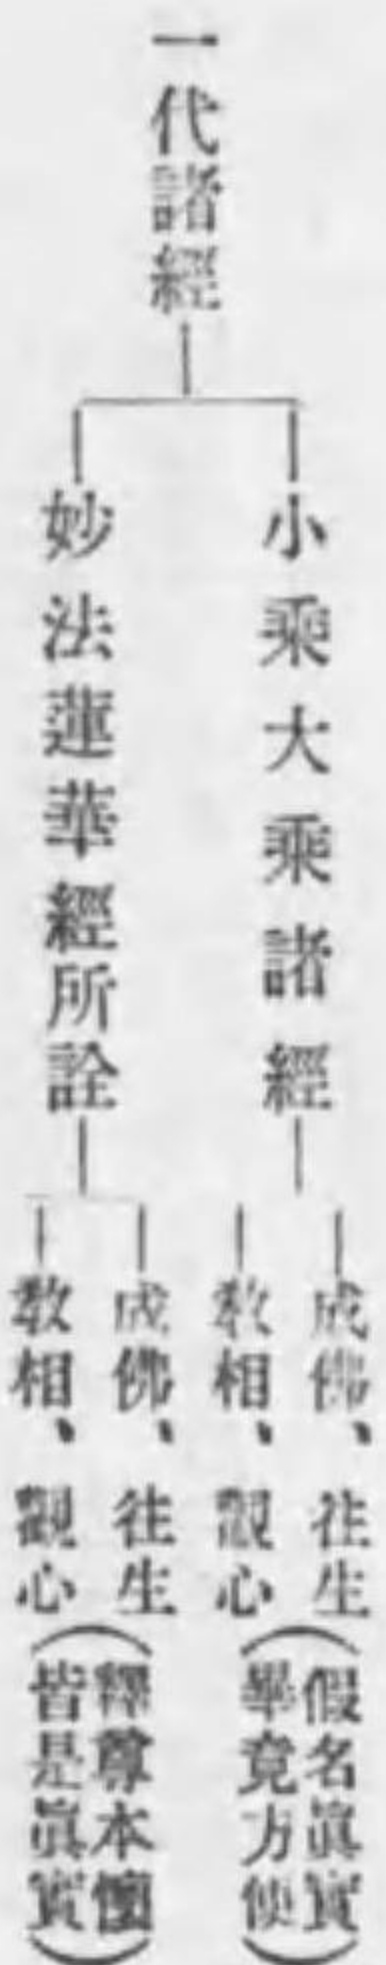 一代諸經
小乘大乘諸經
成佛、往生
敎相、觀心
（假名眞實
畢竟方便）
妙法蓮華經所詮
成佛、往生
敎相、觀心
（釋尊本懷
皆是眞實）